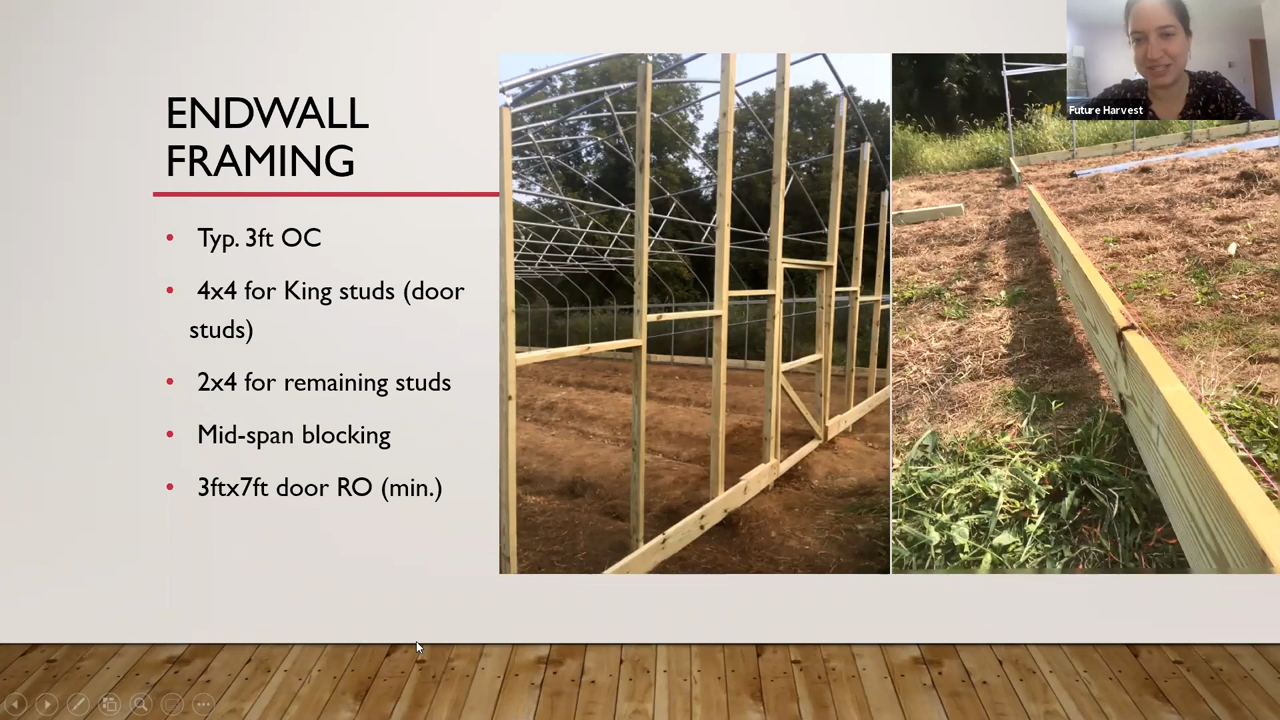 ENDWALL
FRAMING
• Typ. 3ft OC
• 4x4 for King studs (door
studs)
• 2x4 for remaining studs
• Mid-span blocking
• 3ftx7ft door RO (min.)
Future Harvest